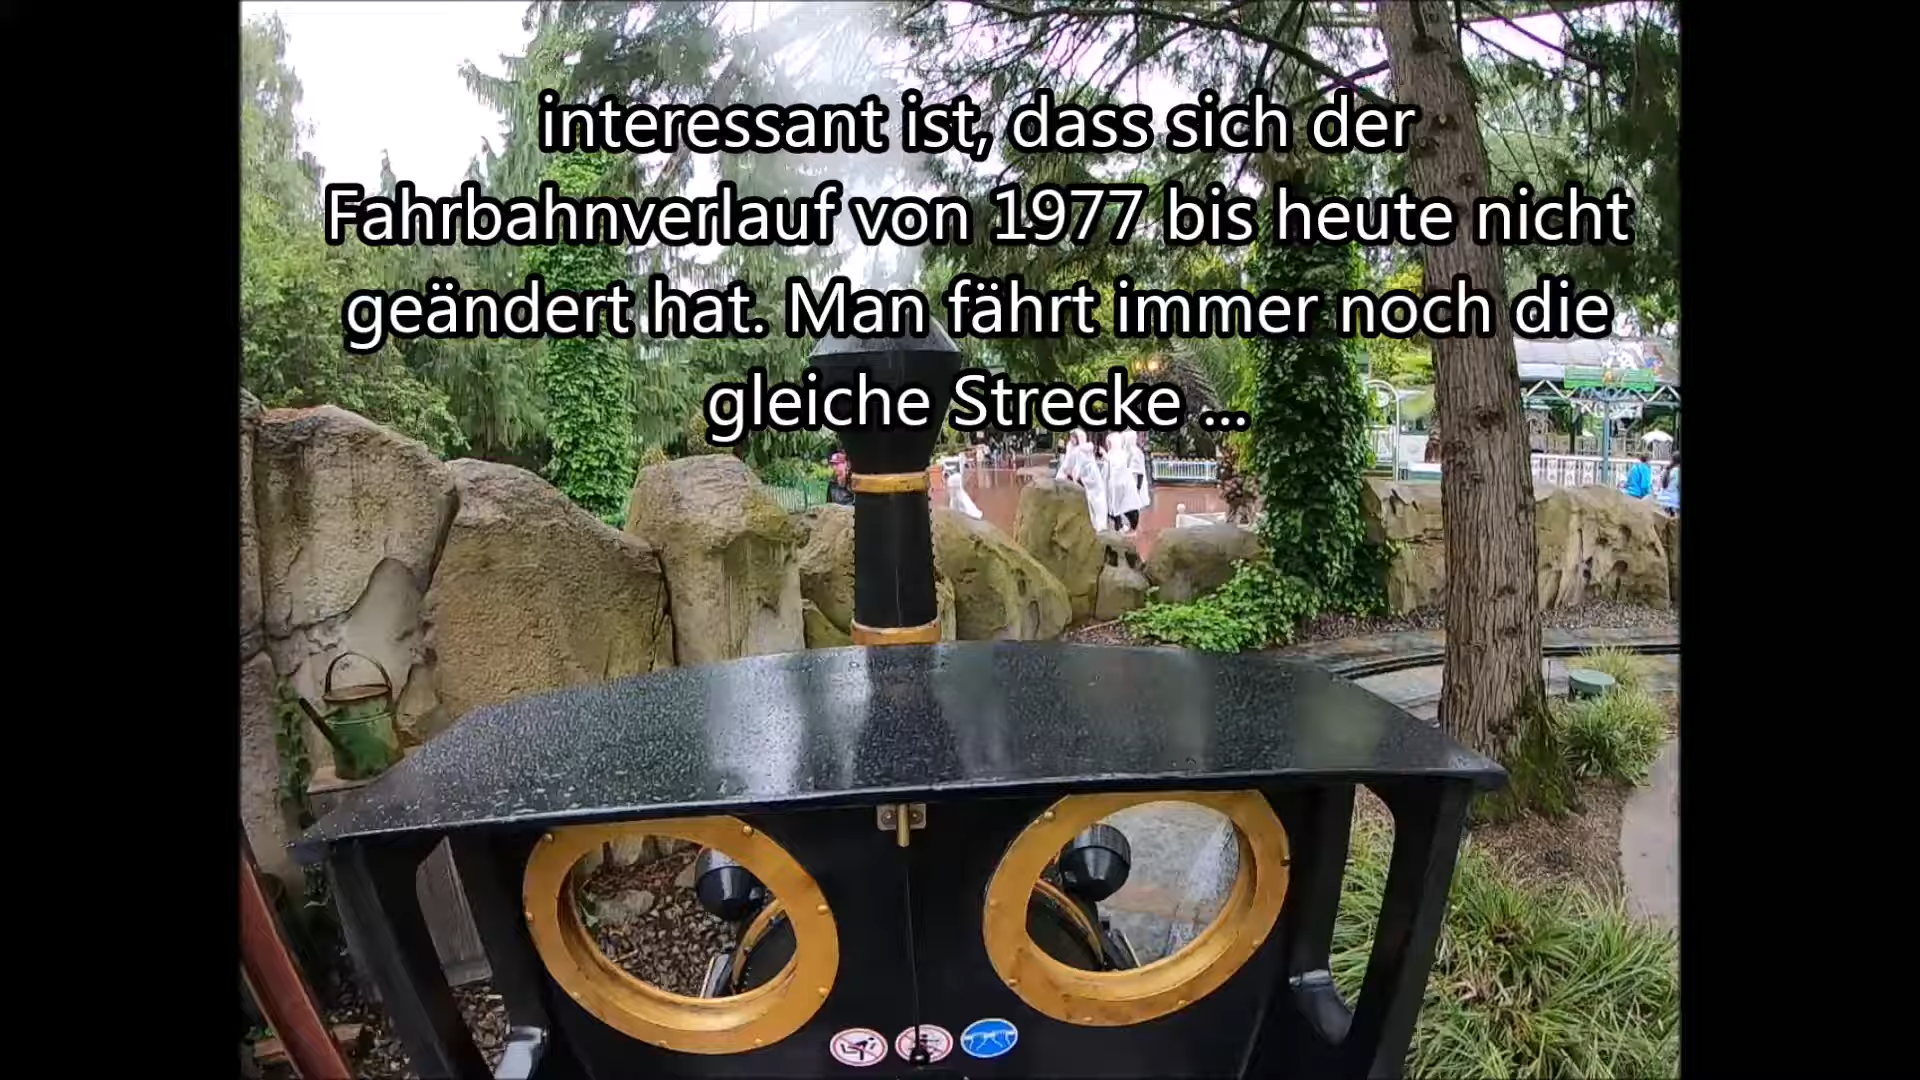 interessant ist, dass sich der
Fahrbahnverlauf von 1977 bis heute nicht
geändert hat. Man fährt immer noch die
gleiche Strecke ...